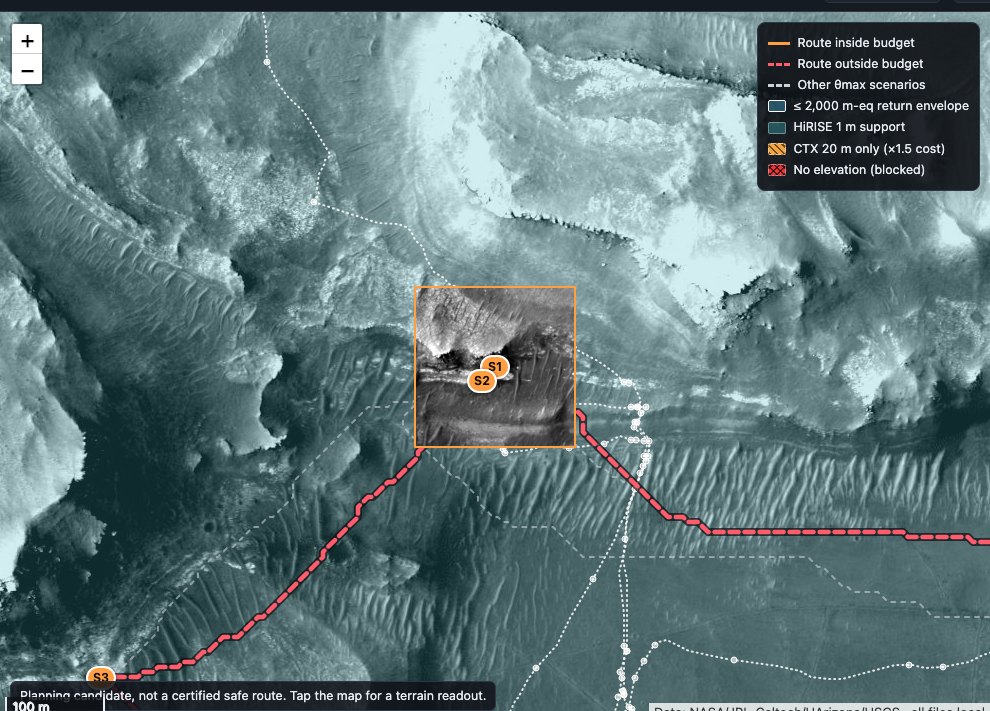 +
−
Route inside budget
Route outside budget
Other θmax scenarios
≤ 2,000 m-eq return envelope
HiRISE 1 m support
CTX 20 m only (×1.5 cost)
No elevation (blocked)
S1
S2
S3
Planning candidate, not a certified safe route. Tap the map for a terrain readout.
100 m
Data: NASA/JPL-Caltech/UArizona/USGS
all files local